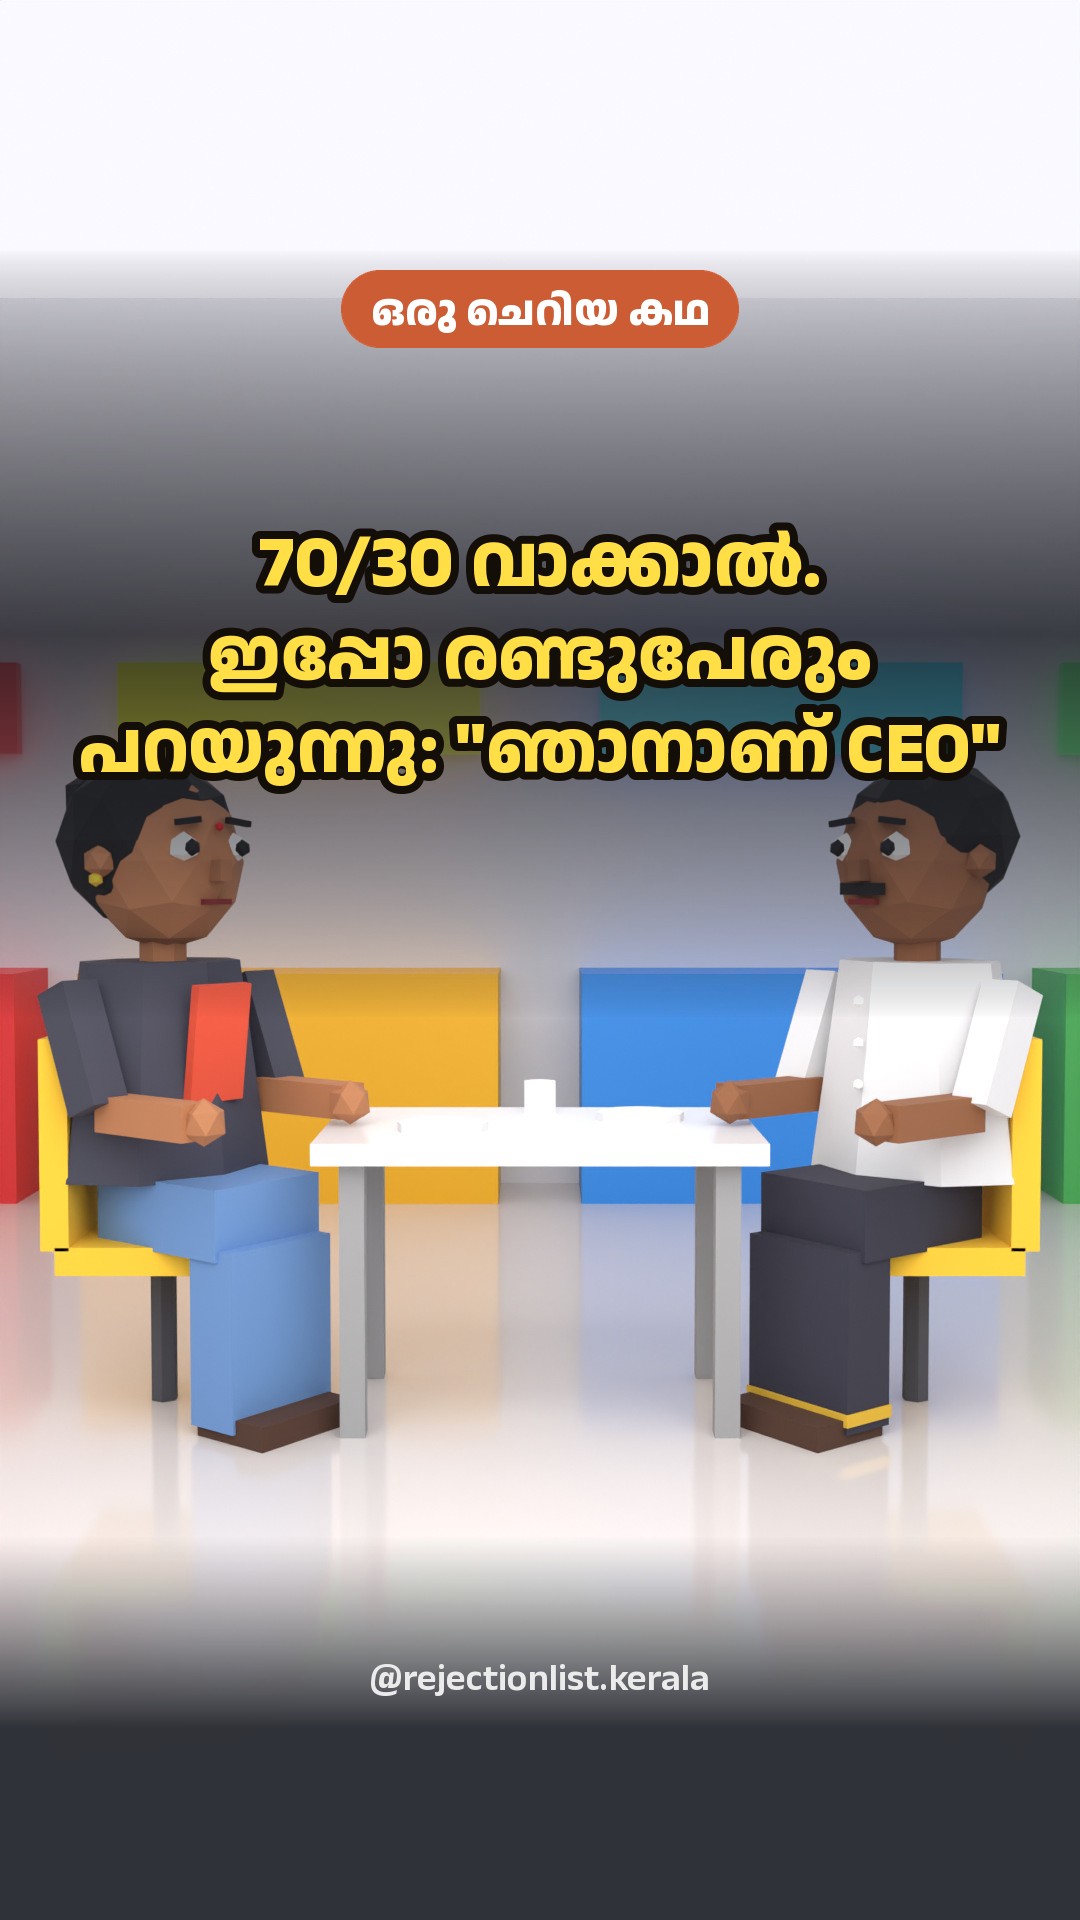 ഒരു ചെറിയ കഥ
70/30 വാക്കാൽ.
ഇപ്പോ രണ്ടുപേരും
പറയുന്നു: "ഞാനാണ് CEO"
@rejectionlist.kerala